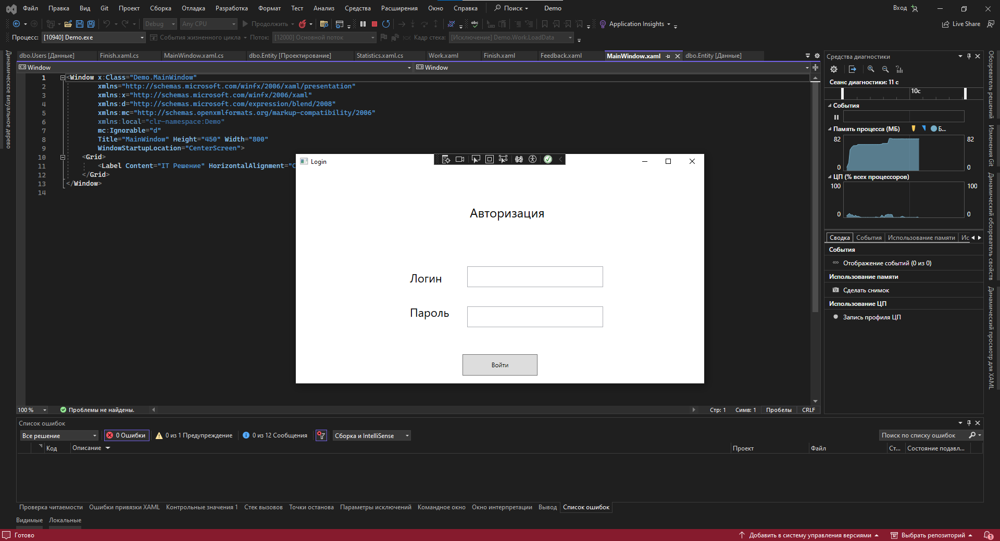 Файл Правка Вид Git Проект Сборка Отладка Разработка Формат Тест Анализ Средства Расширения Окно Справка Поиск Demo Вход
Debug Any CPU Продолжить Application Insights Live Share
Процесс: [10940] Demo.exe События жизненного цикла Поток: [12000] Основной поток Кадр стека: [Исключение] Demo.Work.LoadData
dbo.Users [Данные] Finish.xaml.cs MainWindow.xaml.cs dbo.Entity [Проектирование] Statistics.xaml.cs Work.xaml Finish.xaml Feedback.xaml MainWindow.xaml dbo.Entity [Данные]
Window Window
1 <Window x:Class="Demo.MainWindow"
2 xmlns="http://schemas.microsoft.com/winfx/2006/xaml/presentation"
3 xmlns:x="http://schemas.microsoft.com/winfx/2006/xaml"
4 xmlns:d="http://schemas.microsoft.com/expression/blend/2008"
5 xmlns:mc="http://schemas.openxmlformats.org/markup-compatibility/2006"
6 xmlns:local="clr-namespace:Demo"
7 mc:Ignorable="d"
8 Title="MainWindow" Height="450" Width="800"
9 WindowStartupLocation="CenterScreen">
10 <Grid>
11 <Label Content="IT Решение" HorizontalAlignment="C
12 </Grid>
13 </Window>
14
Login
Авторизация
Логин
Пароль
Войти
100 % Проблемы не найдены. Стр: 1 Симв: 1 Пробелы CRLF
Динамическое визуальное дерево
Средства диагностики
Сеанс диагностики: 11 с
10с
События
Память процесса (МБ) Б...
82 82
0 0
ЦП (% всех процессоров)
100 100
0 0
Сводка События Использование памяти Ис
События
Отображение событий (0 из 0)
Использование памяти
Сделать снимок
Использование ЦП
Запись профиля ЦП
Обозреватель решений
Изменения Git
Динамический обозреватель свойств
Динамический просмотр для XAML
Список ошибок
Все решение 0 Ошибки 0 из 1 Предупреждение 0 из 12 Сообщения Сборка и IntelliSense Поиск по списку ошибок
Код Описание Проект Файл Ст... Состояние подавл...
Проверка читаемости Ошибки привязки XAML Контрольные значения 1 Стек вызовов Точки останова Параметры исключений Командное окно Окно интерпретации Вывод Список ошибок
Видимые Локальные
Готово Добавить в систему управления версиями Выбрать репозиторий 1